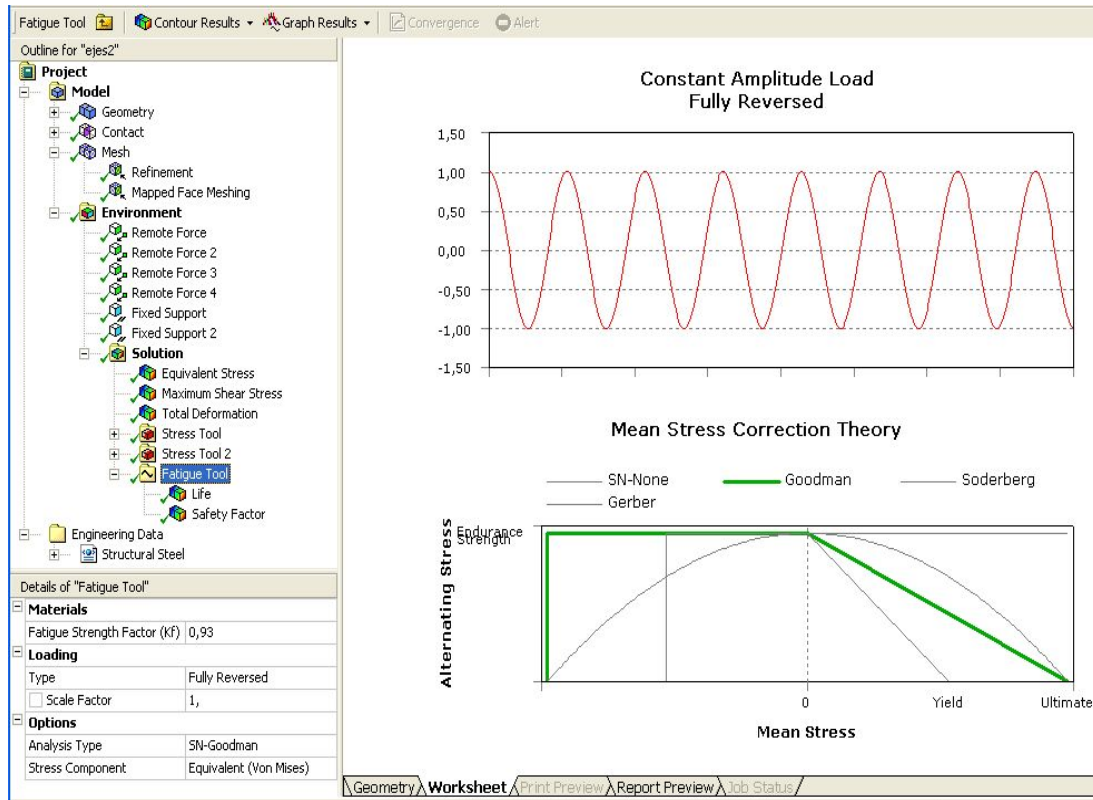 Fatigue Tool Contour Results Graph Results Convergence Alert
Outline for "ejes2"
Project
Model
Geometry
Contact
Mesh
Refinement
Mapped Face Meshing
Environment
Remote Force
Remote Force 2
Remote Force 3
Remote Force 4
Fixed Support
Fixed Support 2
Solution
Equivalent Stress
Maximum Shear Stress
Total Deformation
Stress Tool
Stress Tool 2
Fatigue Tool
Life
Safety Factor
Engineering Data
Structural Steel
Details of "Fatigue Tool"
Materials
Fatigue Strength Factor (Kf) 0,93
Loading
Type Fully Reversed
Scale Factor 1,
Options
Analysis Type SN-Goodman
Stress Component Equivalent (Von Mises)
Constant Amplitude Load
Fully Reversed
1,50
1,00
0,50
0,00
-0,50
-1,00
-1,50
Mean Stress Correction Theory
SN-None Goodman Soderberg
Gerber
Alternating Stress
Endurance
Strength
0 Yield Ultimate
Mean Stress
Geometry Worksheet Print Preview Report Preview Job Status